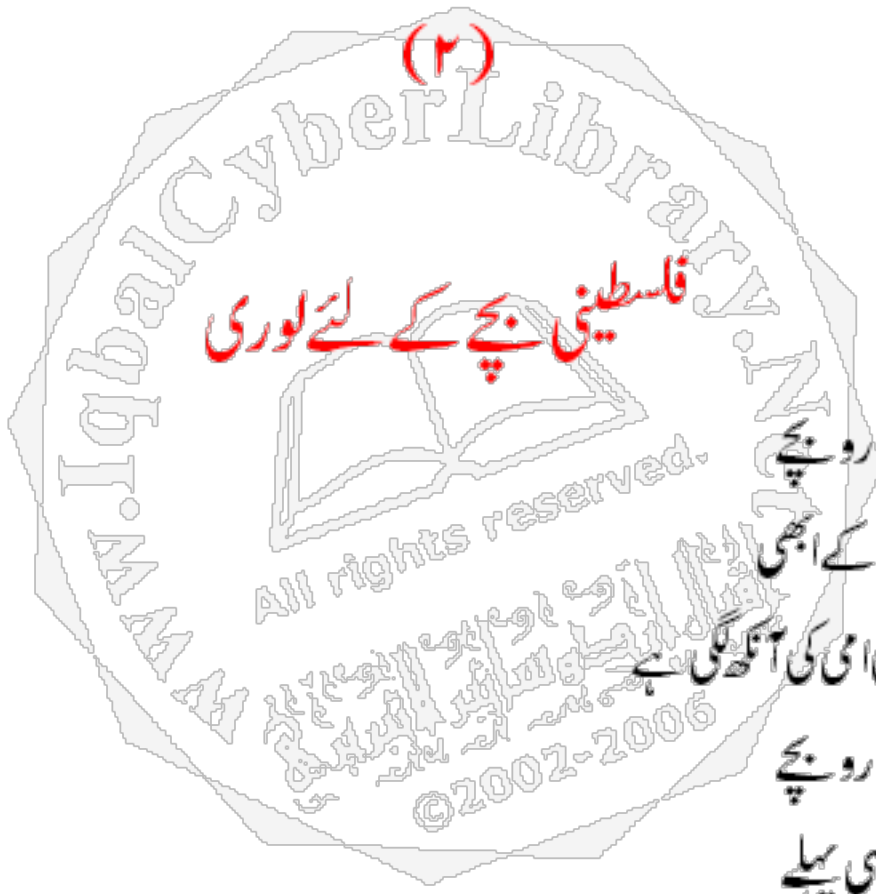 (۲)
فلسطینی بچے کے لئے لوری
رو بچے
کے ابھی
امی کی آنکھ لگی ہے
رو بچے
پہلے
www.IqbalCyberLibrary.Net
All rights reserved.
©2002-2006